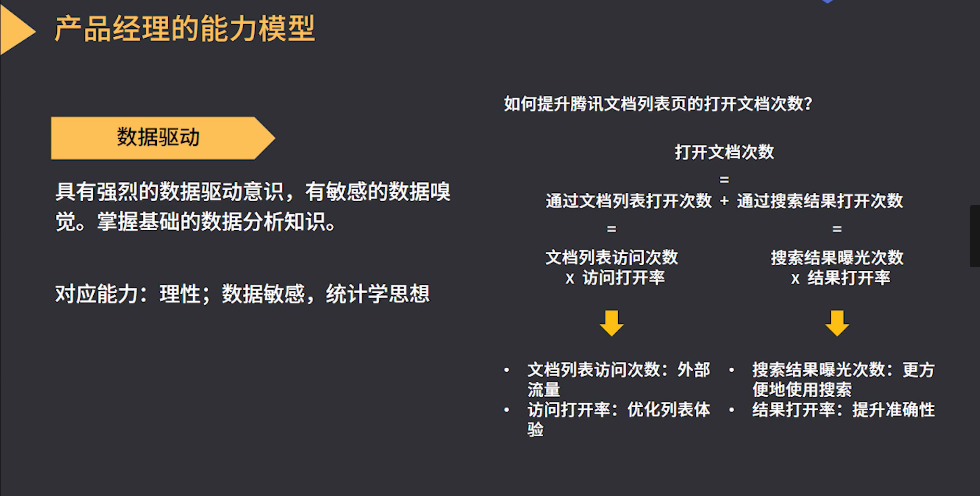 产品经理的能力模型
数据驱动
具有强烈的数据驱动意识，有敏感的数据嗅
觉。掌握基础的数据分析知识。
对应能力：理性；数据敏感，统计学思想
如何提升腾讯文档列表页的打开文档次数？
打开文档次数
=
通过文档列表打开次数 + 通过搜索结果打开次数
=
文档列表访问次数
x 访问打开率
=
搜索结果曝光次数
x 结果打开率
• 文档列表访问次数：外部
流量
• 访问打开率：优化列表体
验
• 搜索结果曝光次数：更方
便地使用搜索
• 结果打开率：提升准确性